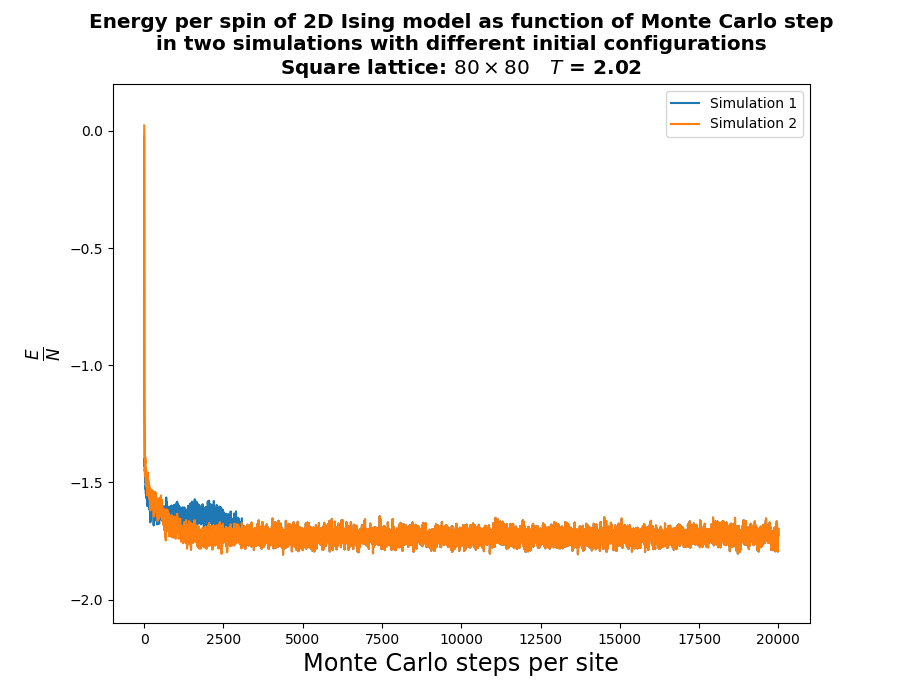 Energy per spin of 2D Ising model as function of Monte Carlo step
in two simulations with different initial configurations
Square lattice: 80 × 80 T = 2.02
Simulation 1
Simulation 2
0.0
−0.5
−1.0
−1.5
−2.0
E/N
0 2500 5000 7500 10000 12500 15000 17500 20000
Monte Carlo steps per site